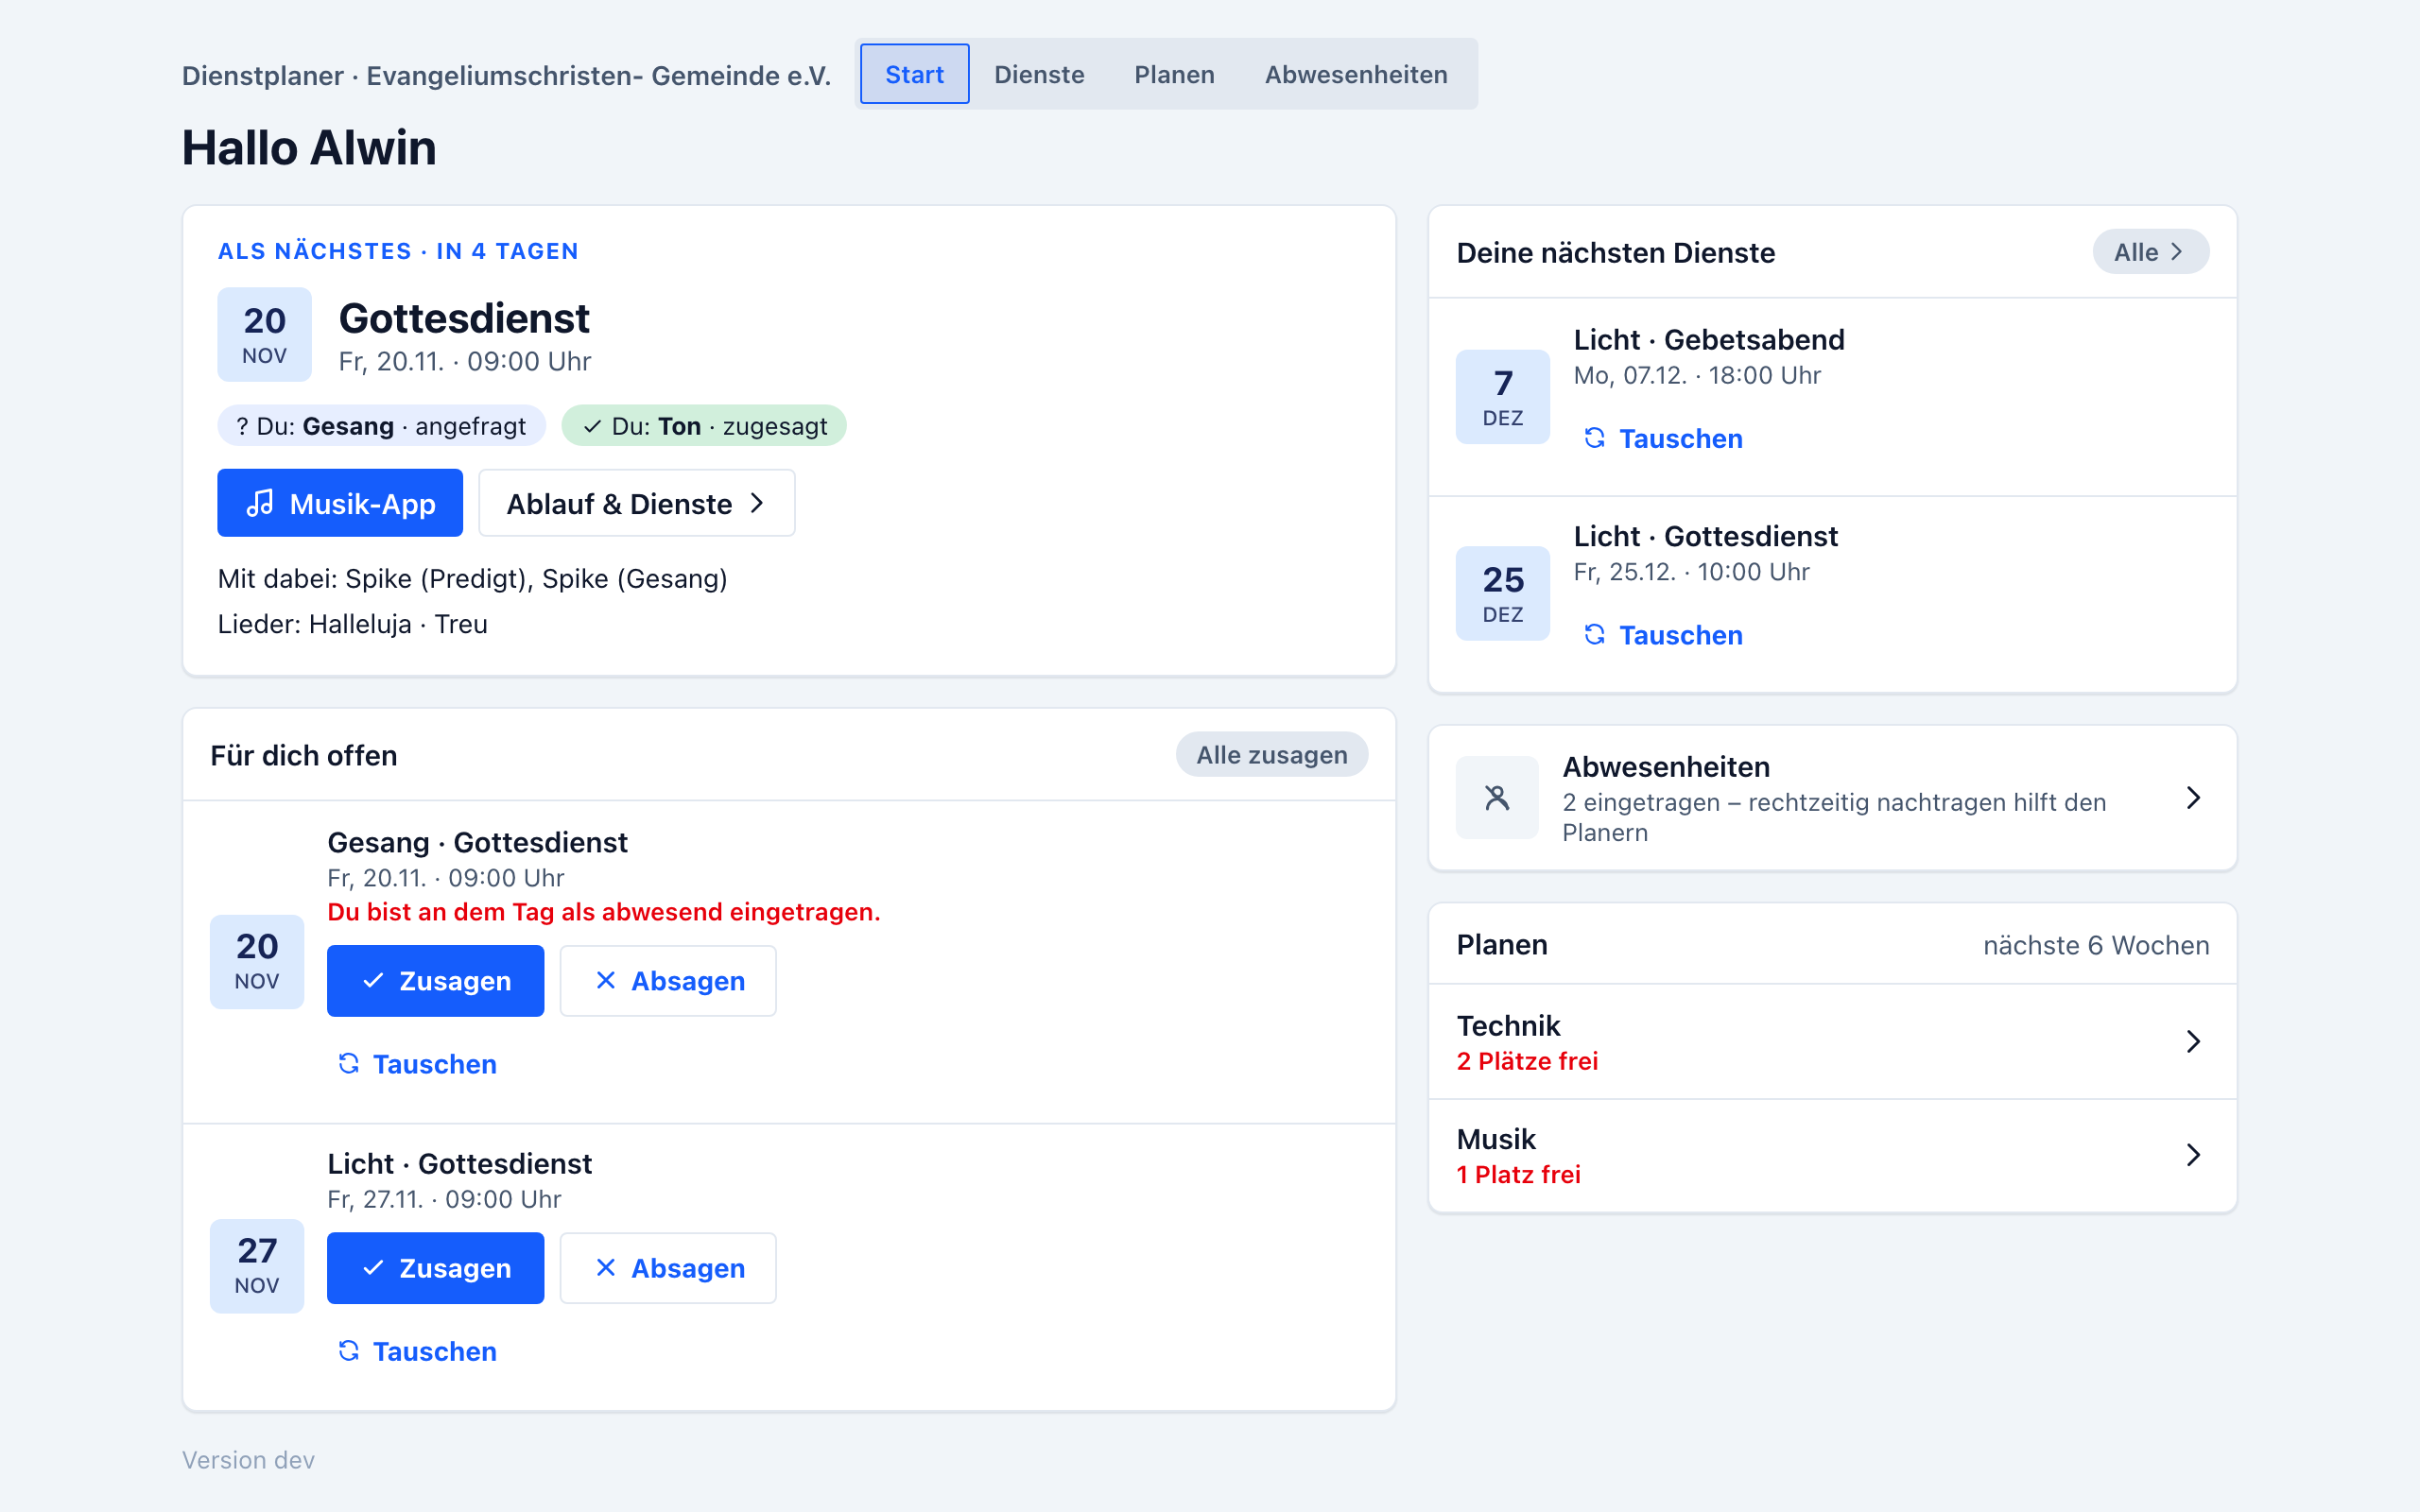 Dienstplaner · Evangeliumschristen- Gemeinde e.V.
Start
Dienste
Planen
Abwesenheiten
Hallo Alwin
ALS NÄCHSTES · IN 4 TAGEN
20
NOV
Gottesdienst
Fr, 20.11. · 09:00 Uhr
? Du: Gesang · angefragt
✓ Du: Ton · zugesagt
Musik-App
Ablauf & Dienste
Mit dabei: Spike (Predigt), Spike (Gesang)
Lieder: Halleluja · Treu
Für dich offen
Alle zusagen
20
NOV
Gesang · Gottesdienst
Fr, 20.11. · 09:00 Uhr
Du bist an dem Tag als abwesend eingetragen.
Zusagen
Absagen
Tauschen
27
NOV
Licht · Gottesdienst
Fr, 27.11. · 09:00 Uhr
Zusagen
Absagen
Tauschen
Version dev
Deine nächsten Dienste
Alle
7
DEZ
Licht · Gebetsabend
Mo, 07.12. · 18:00 Uhr
Tauschen
25
DEZ
Licht · Gottesdienst
Fr, 25.12. · 10:00 Uhr
Tauschen
Abwesenheiten
2 eingetragen – rechtzeitig nachtragen hilft den
Planern
Planen
nächste 6 Wochen
Technik
2 Plätze frei
Musik
1 Platz frei